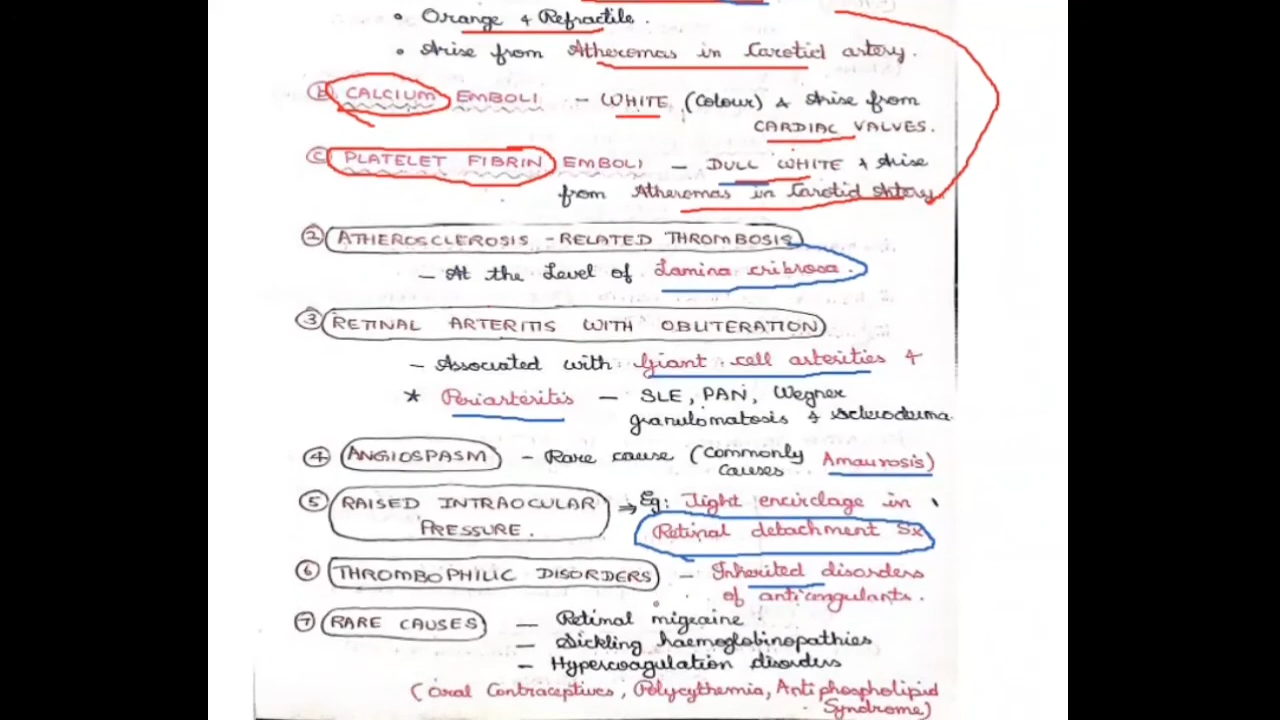 • Orange & Refractile.
• Arise from Atheromas in Carotid artery.
Ⓑ CALCIUM EMBOLI - WHITE (Colour) & Arise from
CARDIAC VALVES.
Ⓒ PLATELET FIBRIN EMBOLI - DULL WHITE & Arise
from Atheromas in Carotid Artery
② ATHEROSCLEROSIS - RELATED THROMBOSIS
- At the Level of Lamina cribrosa.
③ RETINAL ARTERITIS WITH OBLITERATION
- Associated with Giant cell arterities &
* Periarteritis - SLE, PAN, Wegner
granulomatosis & scleroderma.
④ ANGIOSPASM - Rare cause (Commonly
causes Amaurosis)
⑤ RAISED INTRAOCULAR → Eg: Tight encirclage in
PRESSURE. Retinal detachment Sx
⑥ THROMBOPHILIC DISORDERS - Inherited disorders
of anticoagulants.
⑦ RARE CAUSES - Retinal migraine
- Sickling haemoglobinopathies
- Hypercoagulation disorders
(Oral Contraceptives, Polycythemia, Antiphospholipid
Syndrome)